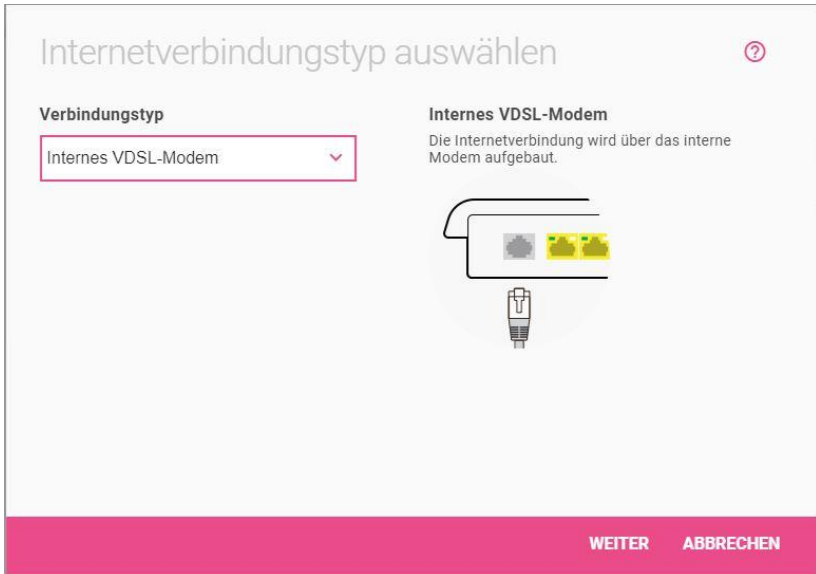 Internetverbindungstyp auswählen
?
Verbindungstyp
Internes VDSL-Modem
Internes VDSL-Modem
Die Internetverbindung wird über das interne
Modem aufgebaut.
WEITER ABBRECHEN